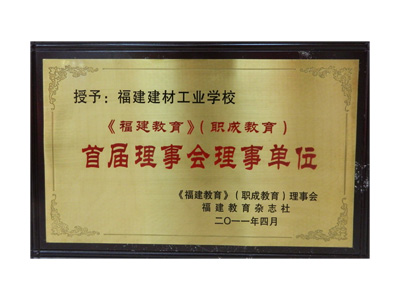 授予：福建建材工业学校
《福建教育》（职成教育）
首届理事会理事单位
《福建教育》（职成教育）理事会
福建教育杂志社
二〇一一年四月